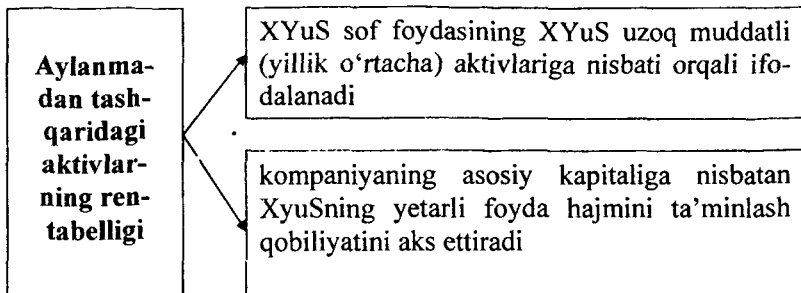 Aylanma-
dan tash-
qaridagi
aktivlar-
ning ren-
tabelligi
XYuS sof foydasining XYuS uzoq muddatli
(yillik o‘rtacha) aktivlariga nisbati orqali ifo-
dalanadi
kompaniyaning asosiy kapitaliga nisbatan
XyuSning yetarli foyda hajmini ta’minlash
qobiliyatini aks ettiradi